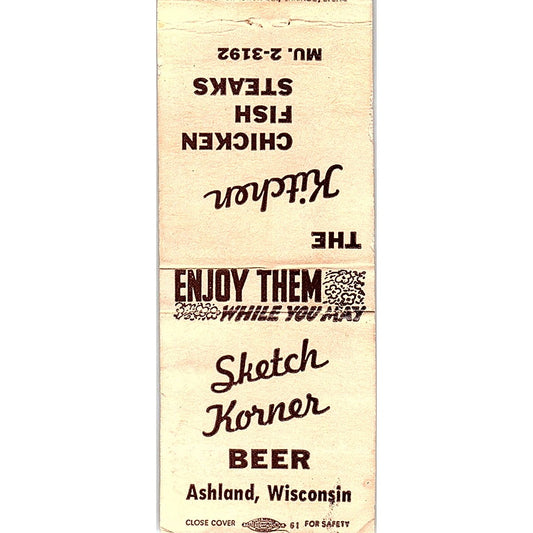 THE
Kitchen
CHICKEN
FISH
STEAKS
MU. 2-3192
ENJOY THEM
WHILE YOU MAY
Sketch
Korner
BEER
Ashland, Wisconsin
CLOSE COVER 61 FOR SAFETY